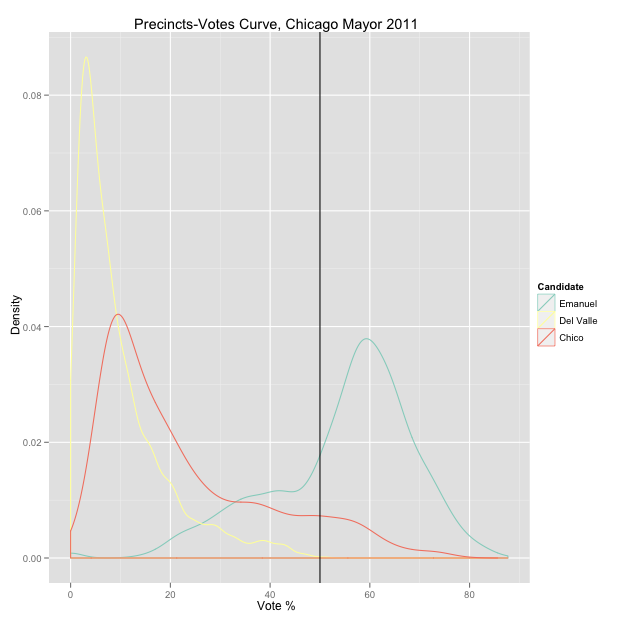 Precincts-Votes Curve, Chicago Mayor 2011
0.08
0.06
0.04
0.02
0.00
Density
0 20 40 60 80
Vote %
Candidate
Emanuel
Del Valle
Chico